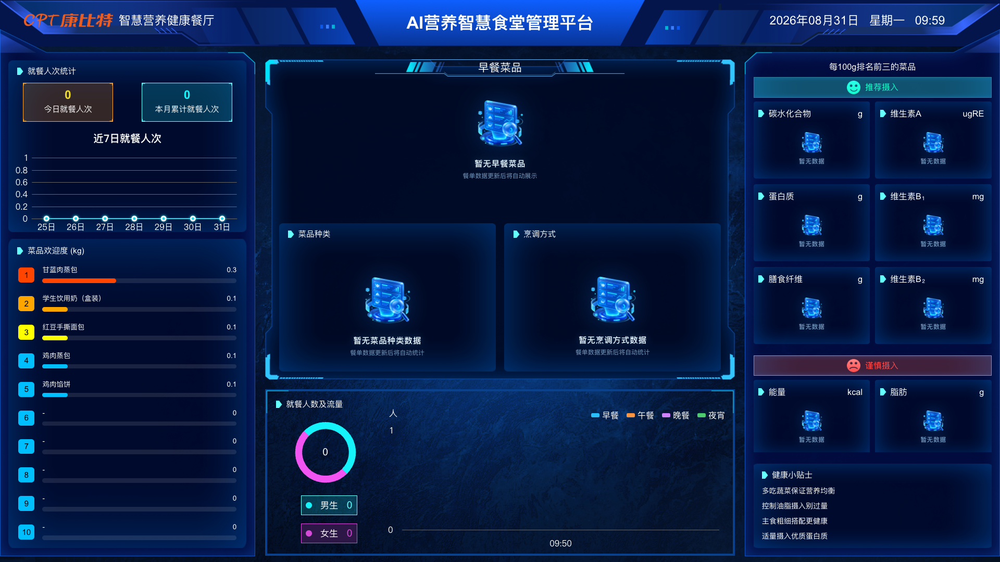 CPT康比特 智慧营养健康餐厅
AI营养智慧食堂管理平台
2026年08月31日 星期一 09:59
就餐人次统计
0
今日就餐人次
0
本月累计就餐人次
近7日就餐人次
1
0.8
0.6
0.4
0.2
0
25日 26日 27日 28日 29日 30日 31日
菜品欢迎度 (kg)
1 甘蓝肉蒸包 0.3
2 学生饮用奶（盒装） 0.1
3 红豆手撕面包 0.1
4 鸡肉蒸包 0.1
5 鸡肉馅饼 0.1
6 - 0
7 - 0
8 - 0
9 - 0
10 - 0
早餐菜品
暂无早餐菜品
餐单数据更新后将自动展示
菜品种类
暂无菜品种类数据
餐单数据更新后将自动统计
烹调方式
暂无烹调方式数据
餐单数据更新后将自动统计
就餐人数及流量
0
男生 0
女生 0
人
早餐 午餐 晚餐 夜宵
1
0
09:50
每100g排名前三的菜品
推荐摄入
碳水化合物 g
暂无数据
维生素A ugRE
暂无数据
蛋白质 g
暂无数据
维生素B₁ mg
暂无数据
膳食纤维 g
暂无数据
维生素B₂ mg
暂无数据
谨慎摄入
能量 kcal
暂无数据
脂肪 g
暂无数据
健康小贴士
多吃蔬菜保证营养均衡
控制油脂摄入别过量
主食粗细搭配更健康
适量摄入优质蛋白质